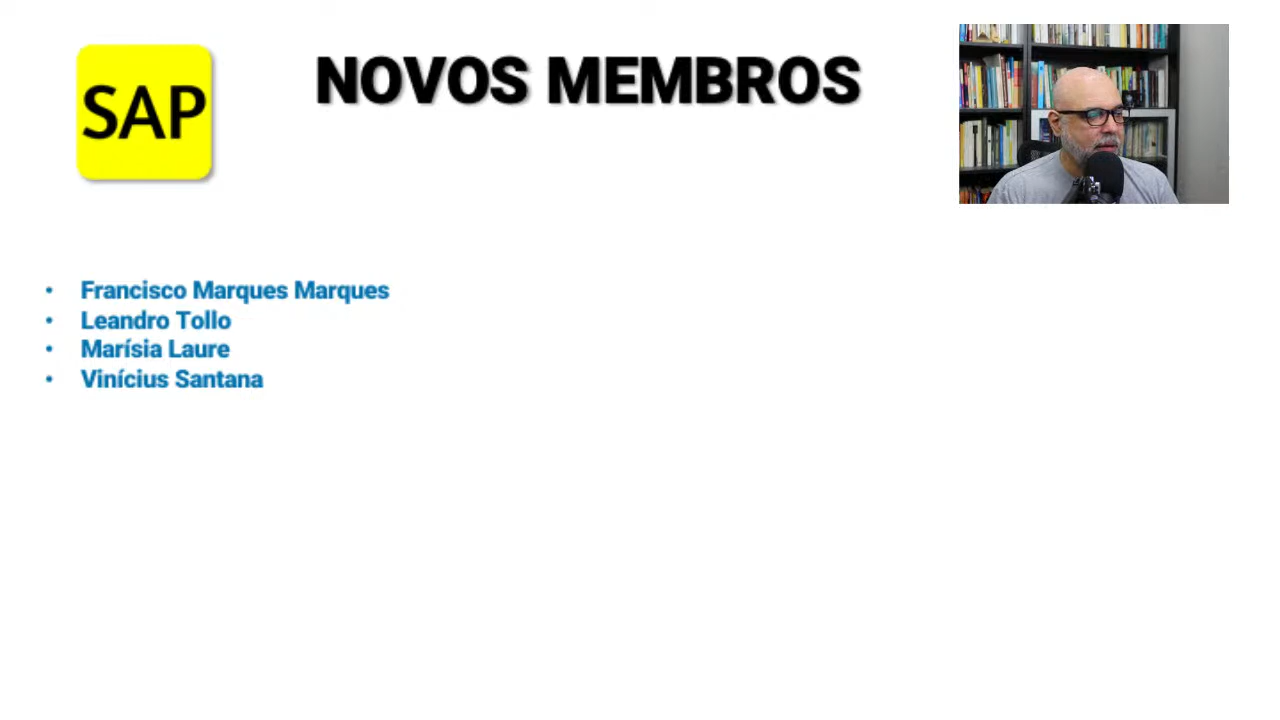 SAP
NOVOS MEMBROS
• Francisco Marques Marques
• Leandro Tollo
• Marísia Laure
• Vinícius Santana